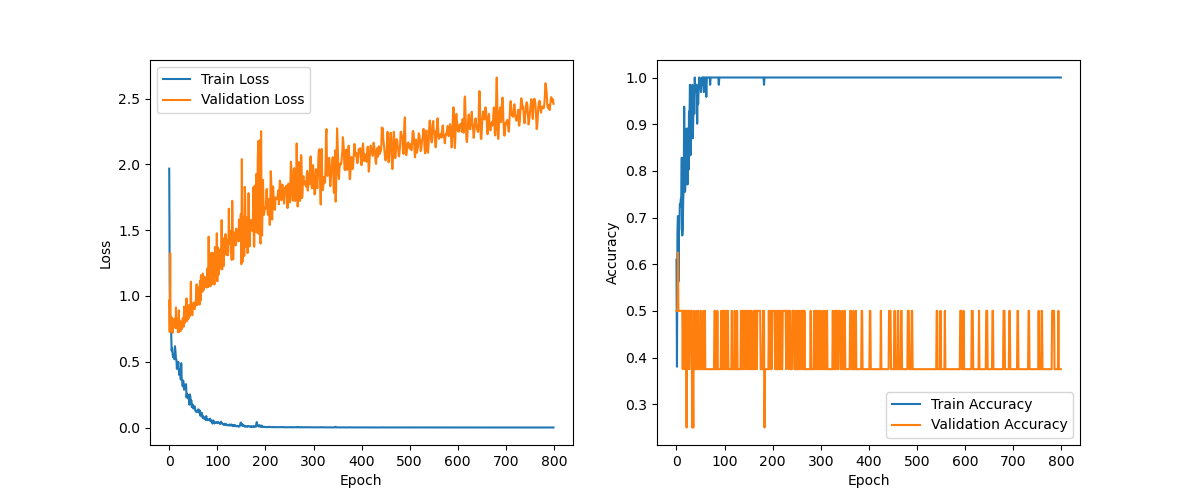 Train Loss
Validation Loss
2.5
2.0
1.5
1.0
0.5
0.0
Loss
0 100 200 300 400 500 600 700 800
Epoch
1.0
0.9
0.8
0.7
0.6
0.5
0.4
0.3
Accuracy
Train Accuracy
Validation Accuracy
0 100 200 300 400 500 600 700 800
Epoch